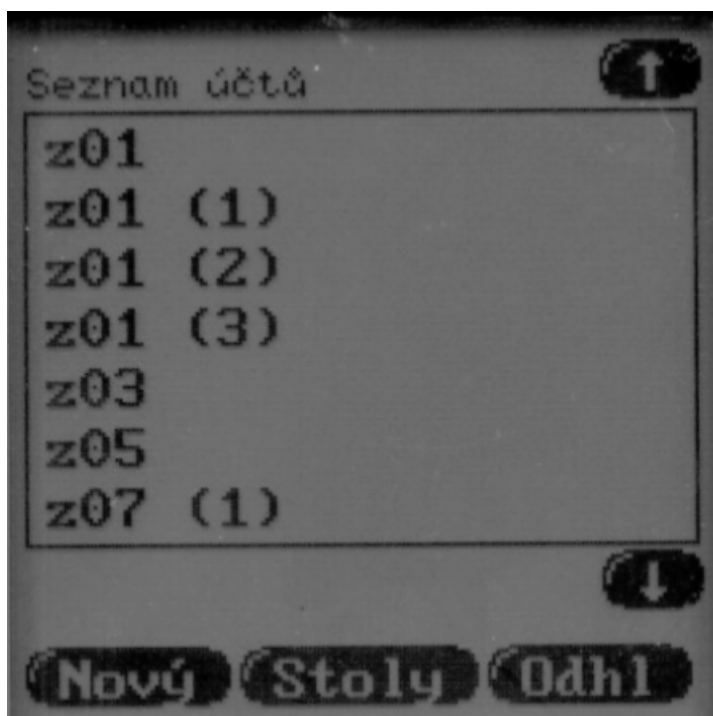 Seznam účtů
z01
z01 (1)
z01 (2)
z01 (3)
z03
z05
z07 (1)
Nový Stoly Odhl